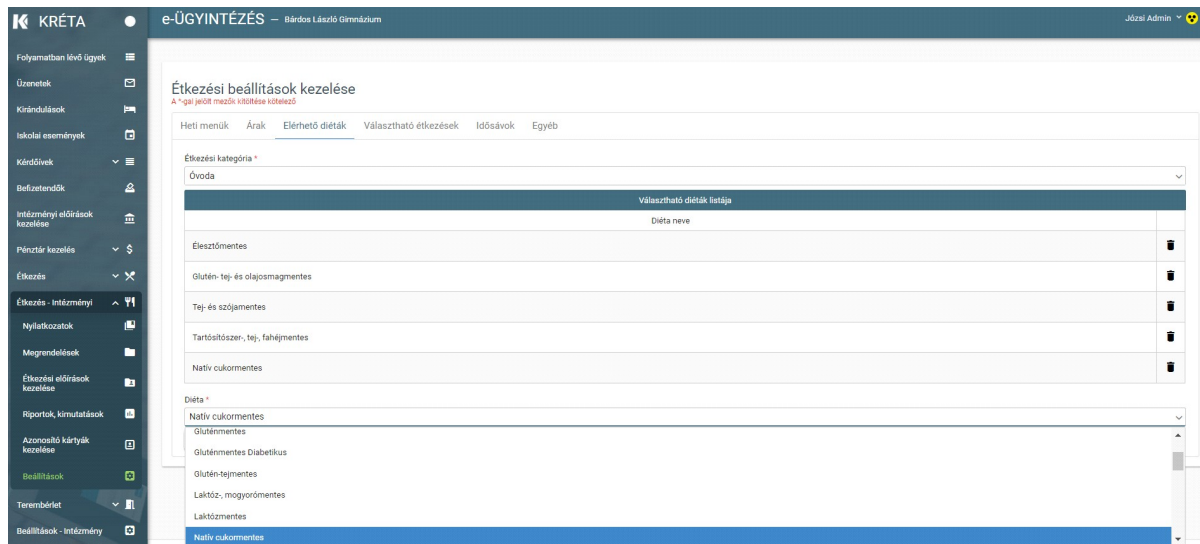 KRÉTA
e-ÜGYINTÉZÉS – Bárdos László Gimnázium
Józsi Admin
Folyamatban lévő ügyek
Üzenetek
Kirándulások
Iskolai események
Kérdőívek
Befizetendők
Intézményi előírások
kezelése
Pénztár kezelés
Étkezés
Étkezés - Intézményi
Nyilatkozatok
Megrendelések
Étkezési előírások
kezelése
Riportok, kimutatások
Azonosító kártyák
kezelése
Beállítások
Terembérlet
Beállítások - Intézmény
Étkezési beállítások kezelése
A *-gal jelölt mezők kitöltése kötelező
Heti menük Árak Elérhető diéták Választható étkezések Idősávok Egyéb
Étkezési kategória *
Óvoda
Választható diéták listája
Diéta neve
Élesztőmentes
Glutén- tej- és olajosmagmentes
Tej- és szójamentes
Tartósítószer-, tej-, fahéjmentes
Natív cukormentes
Diéta *
Natív cukormentes
Gluténmentes
Gluténmentes Diabetikus
Glutén-tejmentes
Laktóz-, mogyorómentes
Laktózmentes
Natív cukormentes